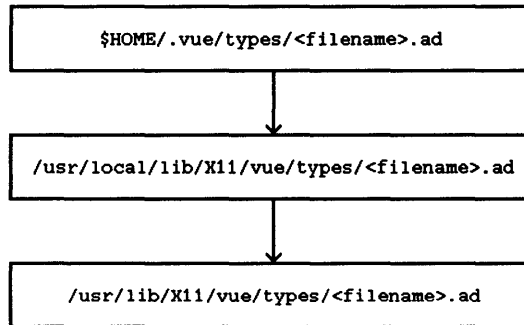 $HOME/.vue/types/<filename>.ad
/usr/local/lib/X11/vue/types/<filename>.ad
/usr/lib/X11/vue/types/<filename>.ad